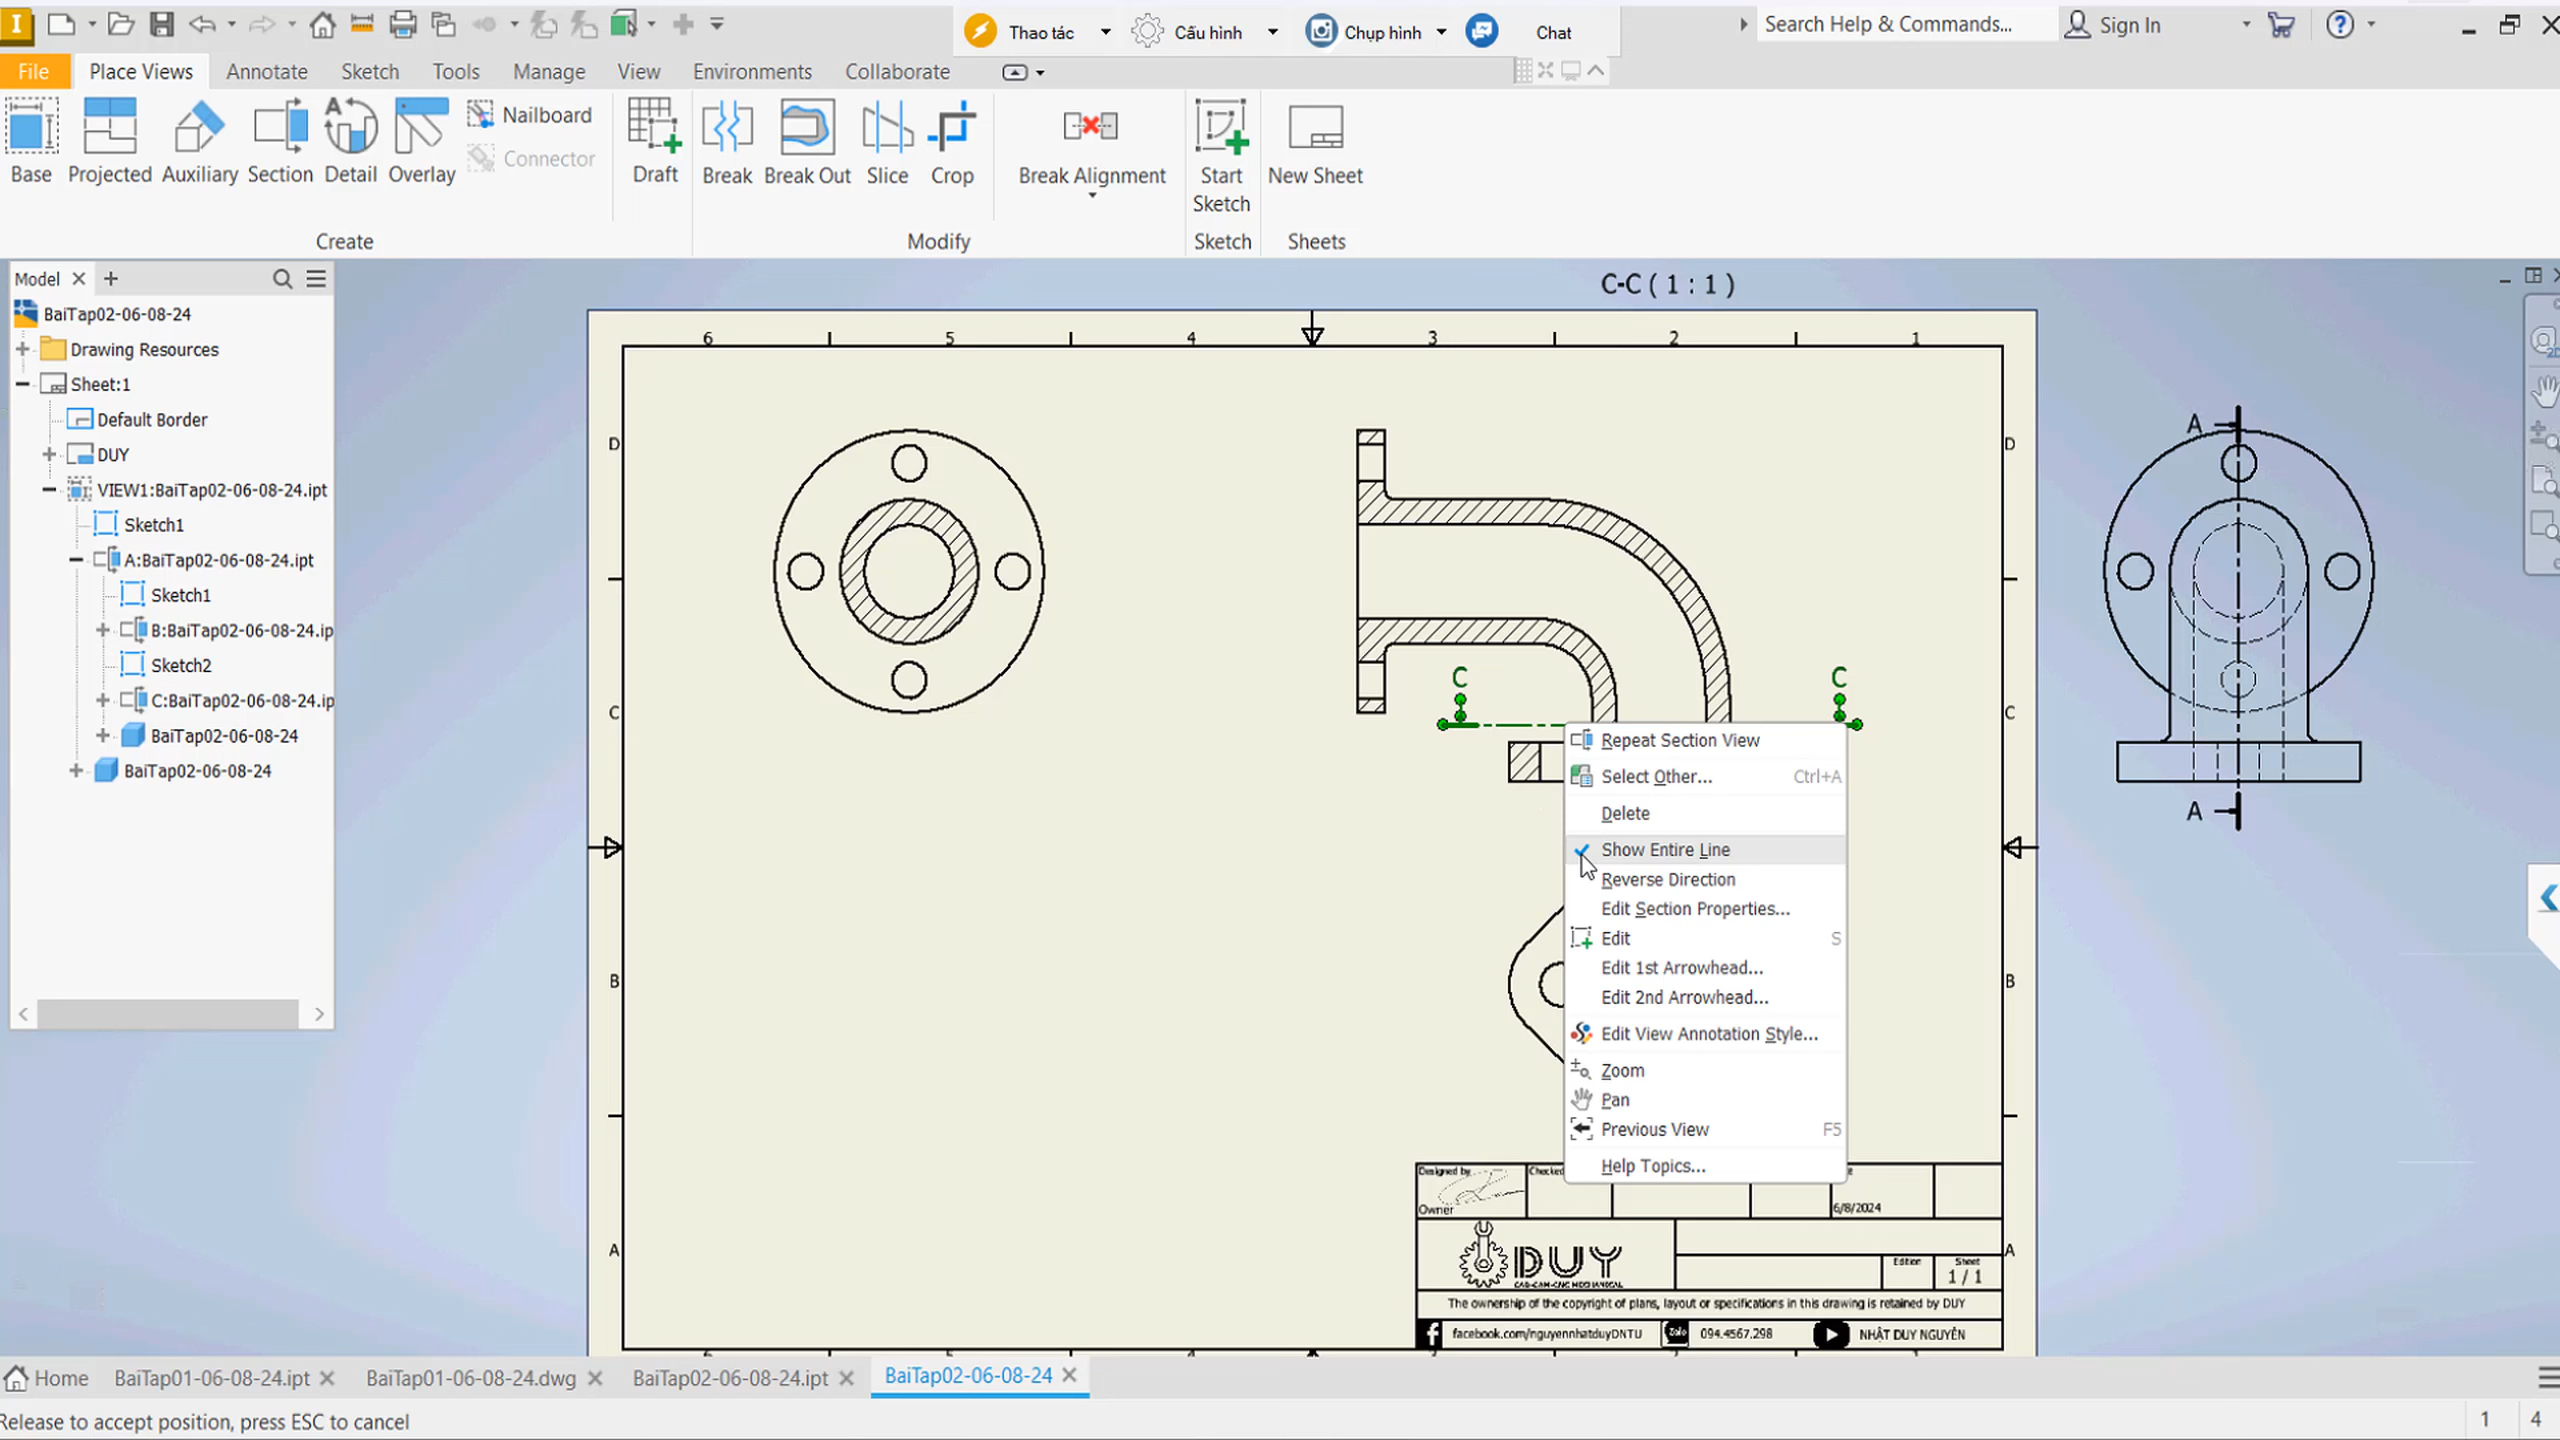 Thao tác Cấu hình Chụp hình Chat Search Help & Commands... Sign In
File Place Views Annotate Sketch Tools Manage View Environments Collaborate
Base Projected Auxiliary Section Detail Overlay Nailboard Connector Draft Break Break Out Slice Crop Break Alignment Start Sketch New Sheet
Create Modify Sketch Sheets
Model
BaiTap02-06-08-24
Drawing Resources
Sheet:1
Default Border
DUY
VIEW1:BaiTap02-06-08-24.ipt
Sketch1
A:BaiTap02-06-08-24.ipt
Sketch1
B:BaiTap02-06-08-24.ip
Sketch2
C:BaiTap02-06-08-24.ip
BaiTap02-06-08-24
BaiTap02-06-08-24
C-C ( 1 : 1 )
6 5 4 3 2 1
D D
C C
B B
A A
C C
A
A
Repeat Section View
Select Other... Ctrl+A
Delete
Show Entire Line
Reverse Direction
Edit Section Properties...
Edit S
Edit 1st Arrowhead...
Edit 2nd Arrowhead...
Edit View Annotation Style...
Zoom
Pan
Previous View F5
Help Topics...
Designed by Checked
Owner 6/8/2024
DUY
CAD-CAM-CNC MECHANICAL
Edition Sheet
1 / 1
The ownership of the copyright of plans, layout or specifications in this drawing is retained by DUY
facebook.com/nguyennhatduyDNTU Zalo 094.4567.298 NHẬT DUY NGUYỄN
Home BaiTap01-06-08-24.ipt BaiTap01-06-08-24.dwg BaiTap02-06-08-24.ipt BaiTap02-06-08-24
Release to accept position, press ESC to cancel 1 4